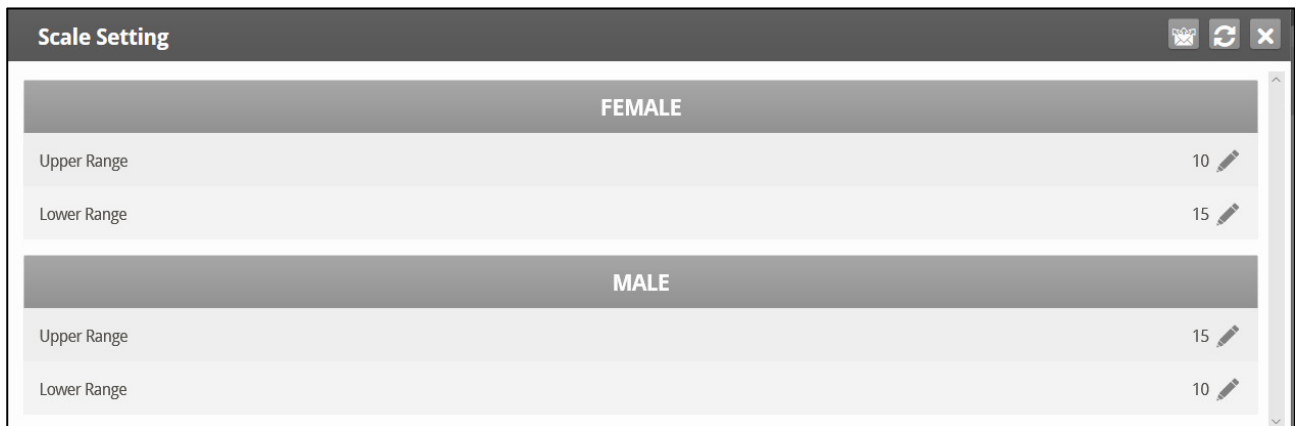 Scale Setting
FEMALE
Upper Range 10
Lower Range 15
MALE
Upper Range 15
Lower Range 10